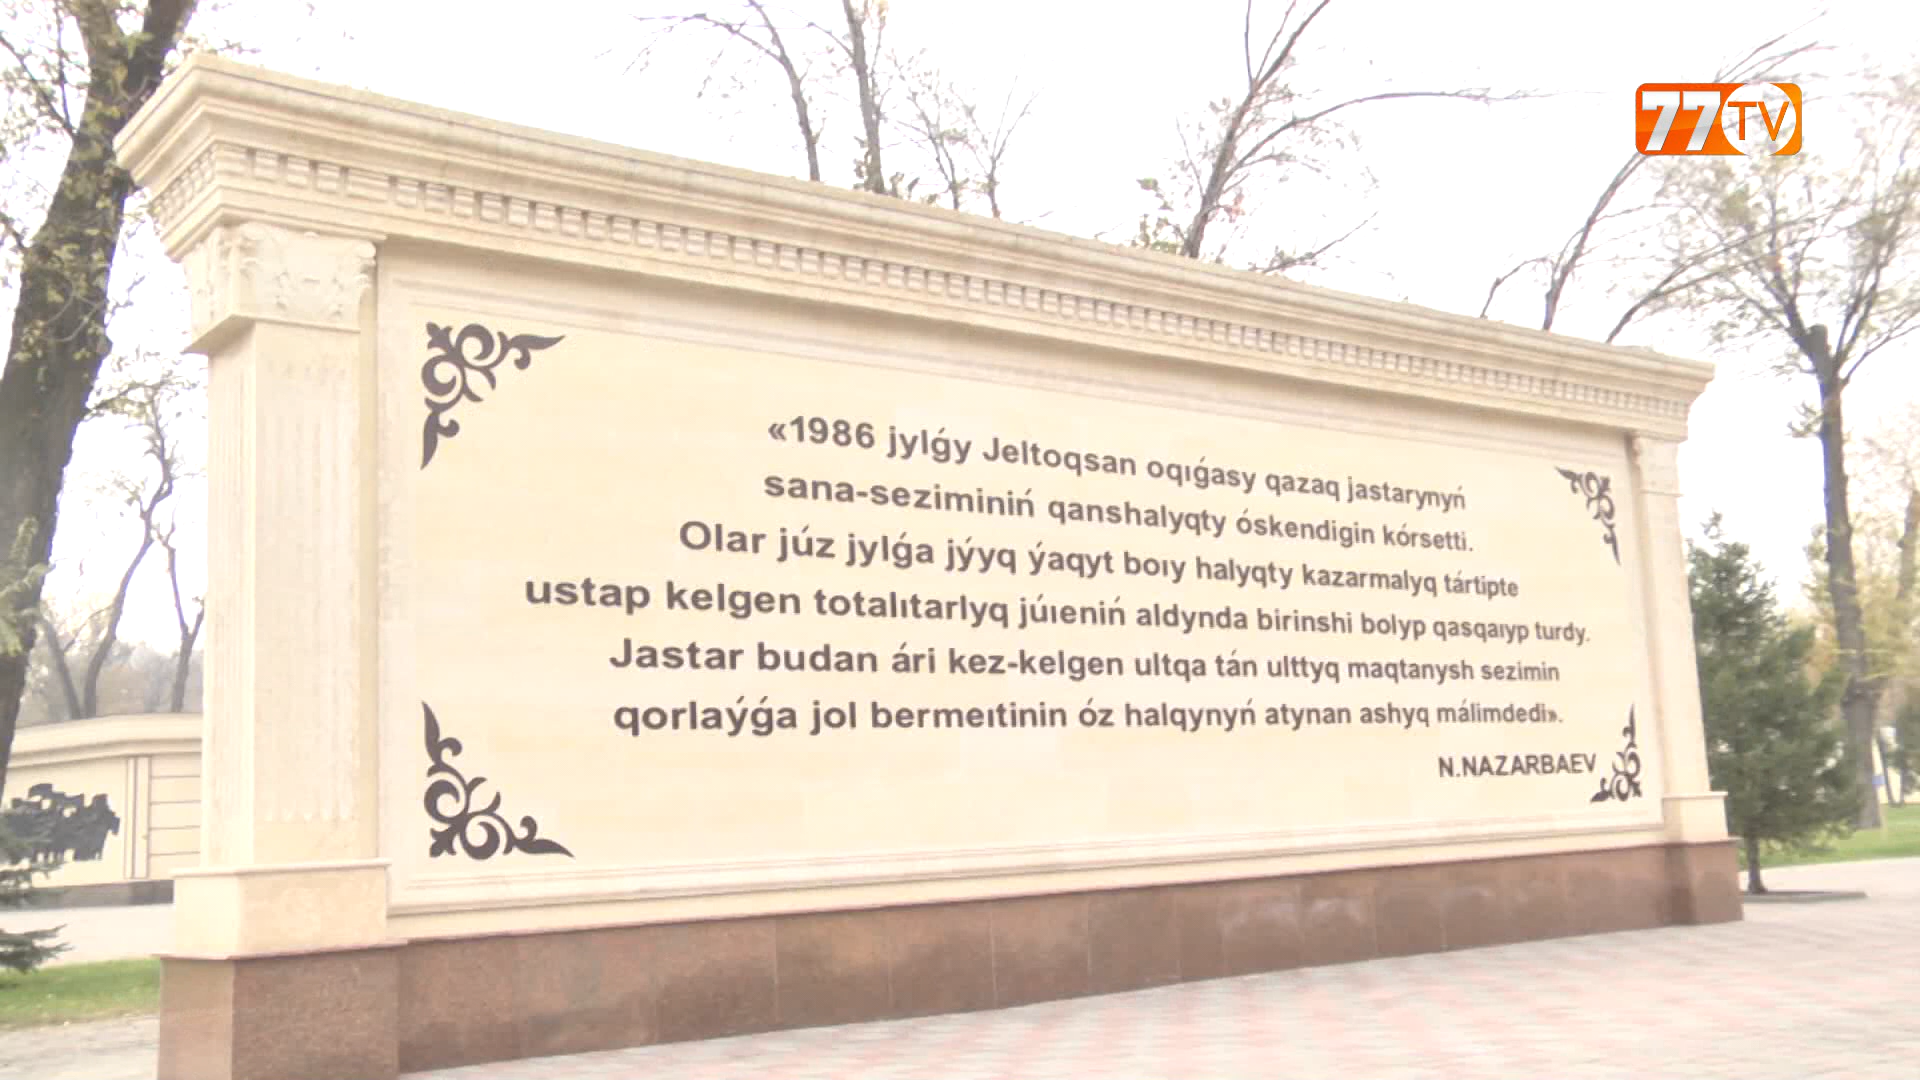 77TV
«1986 jylǵy Jeltoqsan oqıǵasy qazaq jastarynyń
sana-seziminiń qanshalyqty óskendigin kórsetti.
Olar júz jylǵa jýyq ýaqyt boıy halyqty kazarmalyq tártipte
ustap kelgen totalıtarlyq júıeniń aldynda birinshi bolyp qasqaıyp turdy.
Jastar budan ári kez-kelgen ultqa tán ulttyq maqtanysh sezimin
qorlaýǵa jol bermeıtinin óz halqynyń atynan ashyq málimdedi».
N.NAZARBAEV